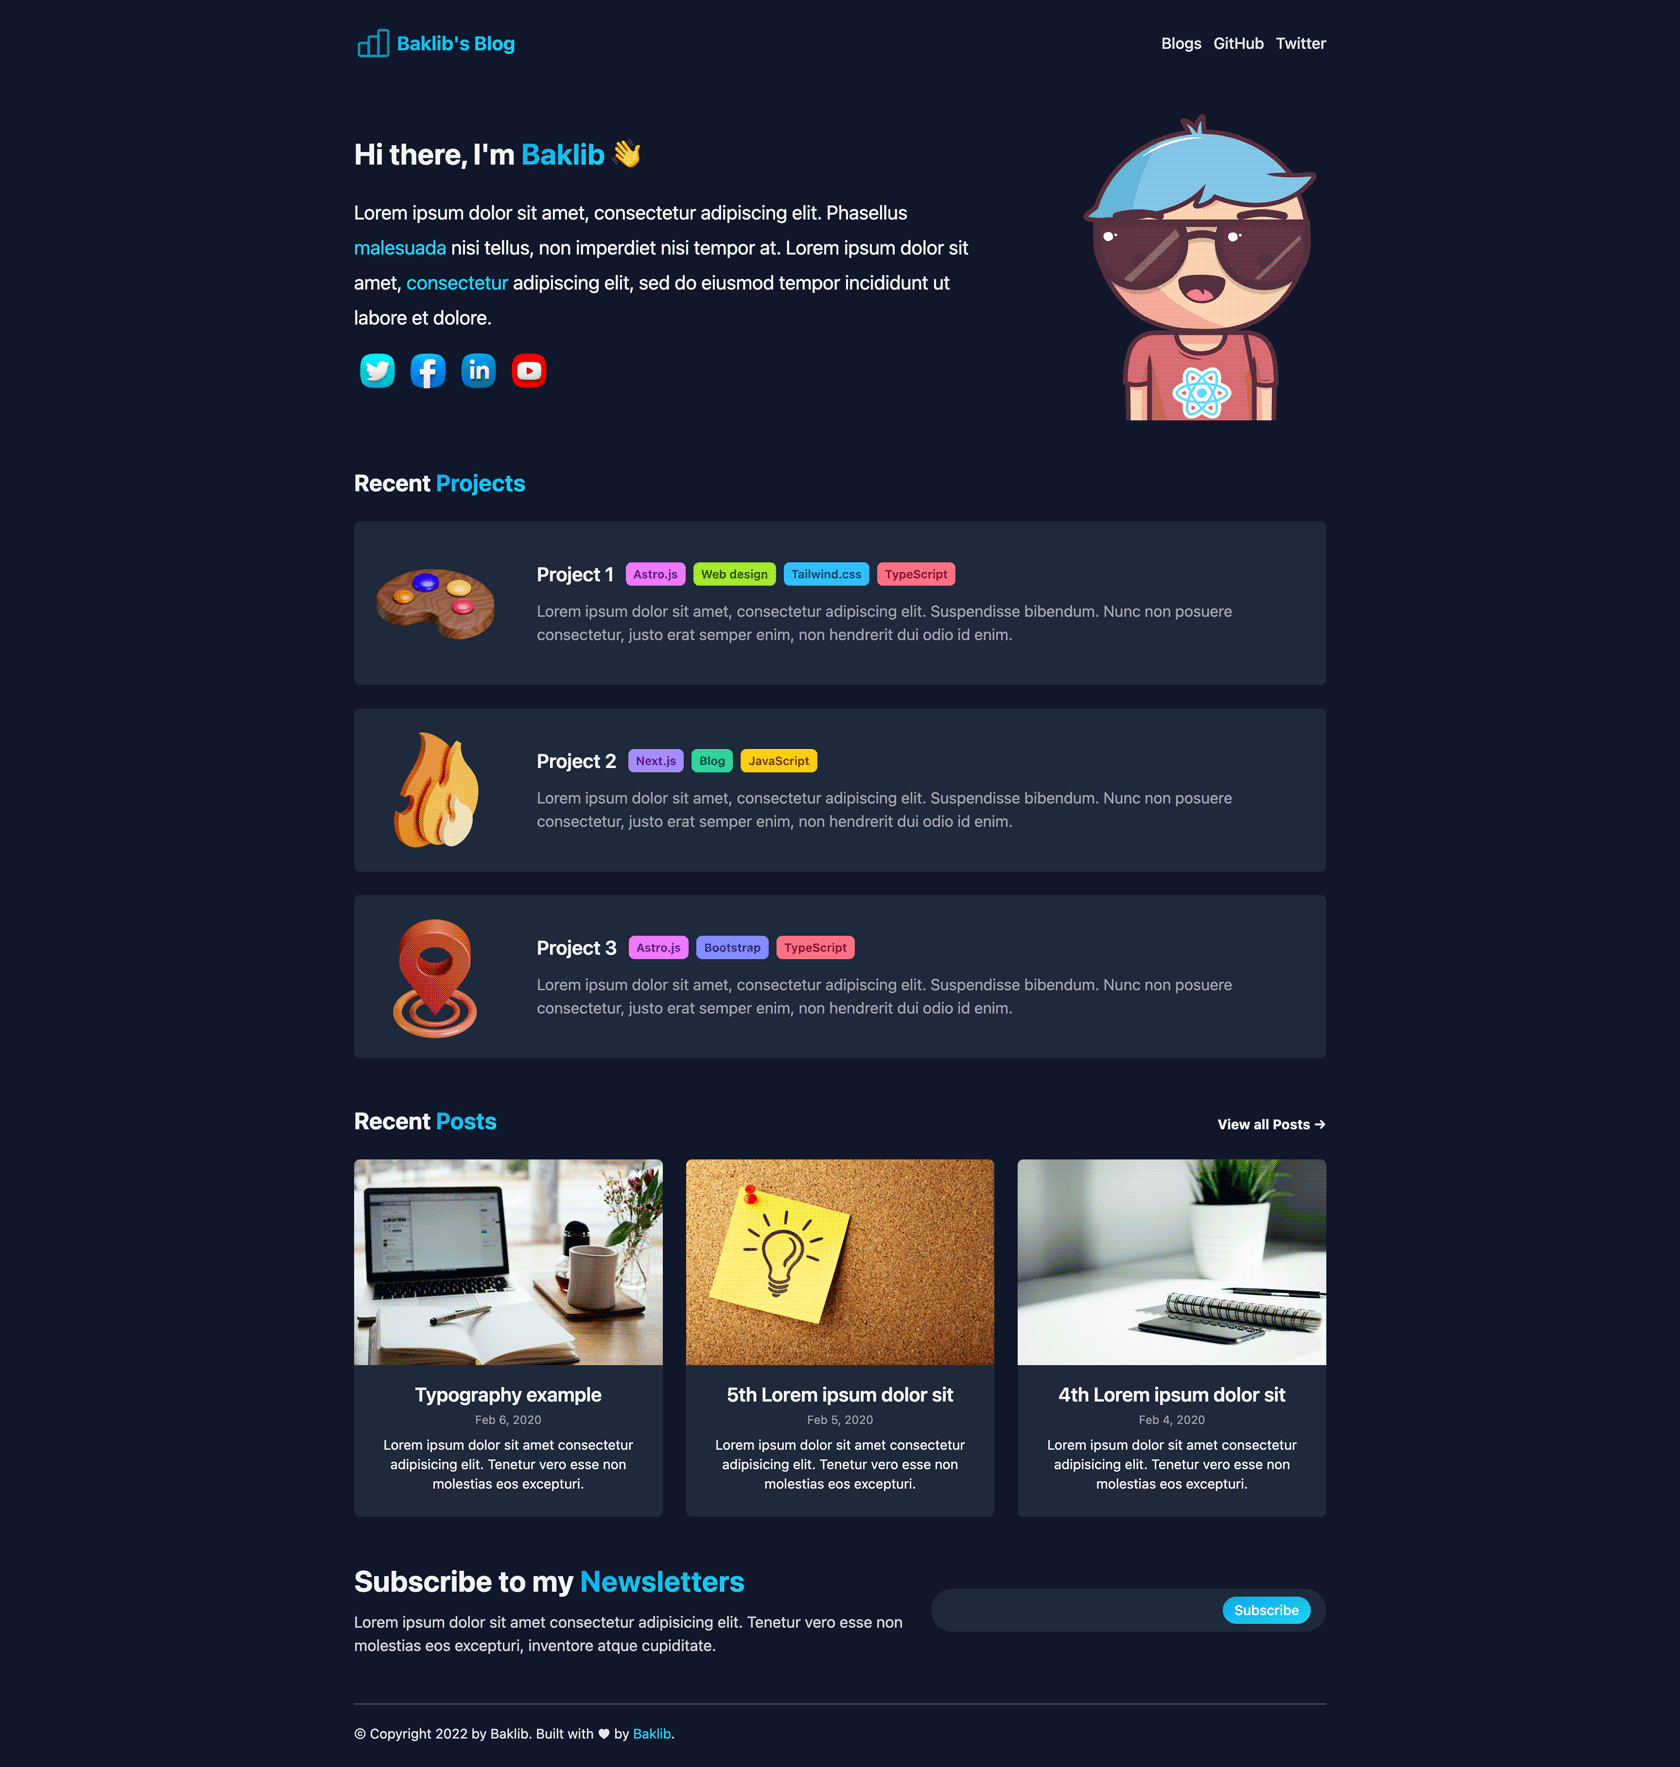 Baklib's Blog
Blogs GitHub Twitter
Hi there, I'm Baklib 👋
Lorem ipsum dolor sit amet, consectetur adipiscing elit. Phasellus
malesuada nisi tellus, non imperdiet nisi tempor at. Lorem ipsum dolor sit
amet, consectetur adipiscing elit, sed do eiusmod tempor incididunt ut
labore et dolore.
in
Recent Projects
Project 1 Astro.js Web design Tailwind.css TypeScript
Lorem ipsum dolor sit amet, consectetur adipiscing elit. Suspendisse bibendum. Nunc non posuere
consectetur, justo erat semper enim, non hendrerit dui odio id enim.
Project 2 Next.js Blog JavaScript
Lorem ipsum dolor sit amet, consectetur adipiscing elit. Suspendisse bibendum. Nunc non posuere
consectetur, justo erat semper enim, non hendrerit dui odio id enim.
Project 3 Astro.js Bootstrap TypeScript
Lorem ipsum dolor sit amet, consectetur adipiscing elit. Suspendisse bibendum. Nunc non posuere
consectetur, justo erat semper enim, non hendrerit dui odio id enim.
Recent Posts
View all Posts →
Typography example
Feb 6, 2020
Lorem ipsum dolor sit amet consectetur
adipisicing elit. Tenetur vero esse non
molestias eos excepturi.
5th Lorem ipsum dolor sit
Feb 5, 2020
Lorem ipsum dolor sit amet consectetur
adipisicing elit. Tenetur vero esse non
molestias eos excepturi.
4th Lorem ipsum dolor sit
Feb 4, 2020
Lorem ipsum dolor sit amet consectetur
adipisicing elit. Tenetur vero esse non
molestias eos excepturi.
Subscribe to my Newsletters
Lorem ipsum dolor sit amet consectetur adipisicing elit. Tenetur vero esse non
molestias eos excepturi, inventore atque cupiditate.
Subscribe
© Copyright 2022 by Baklib. Built with ♥ by Baklib.